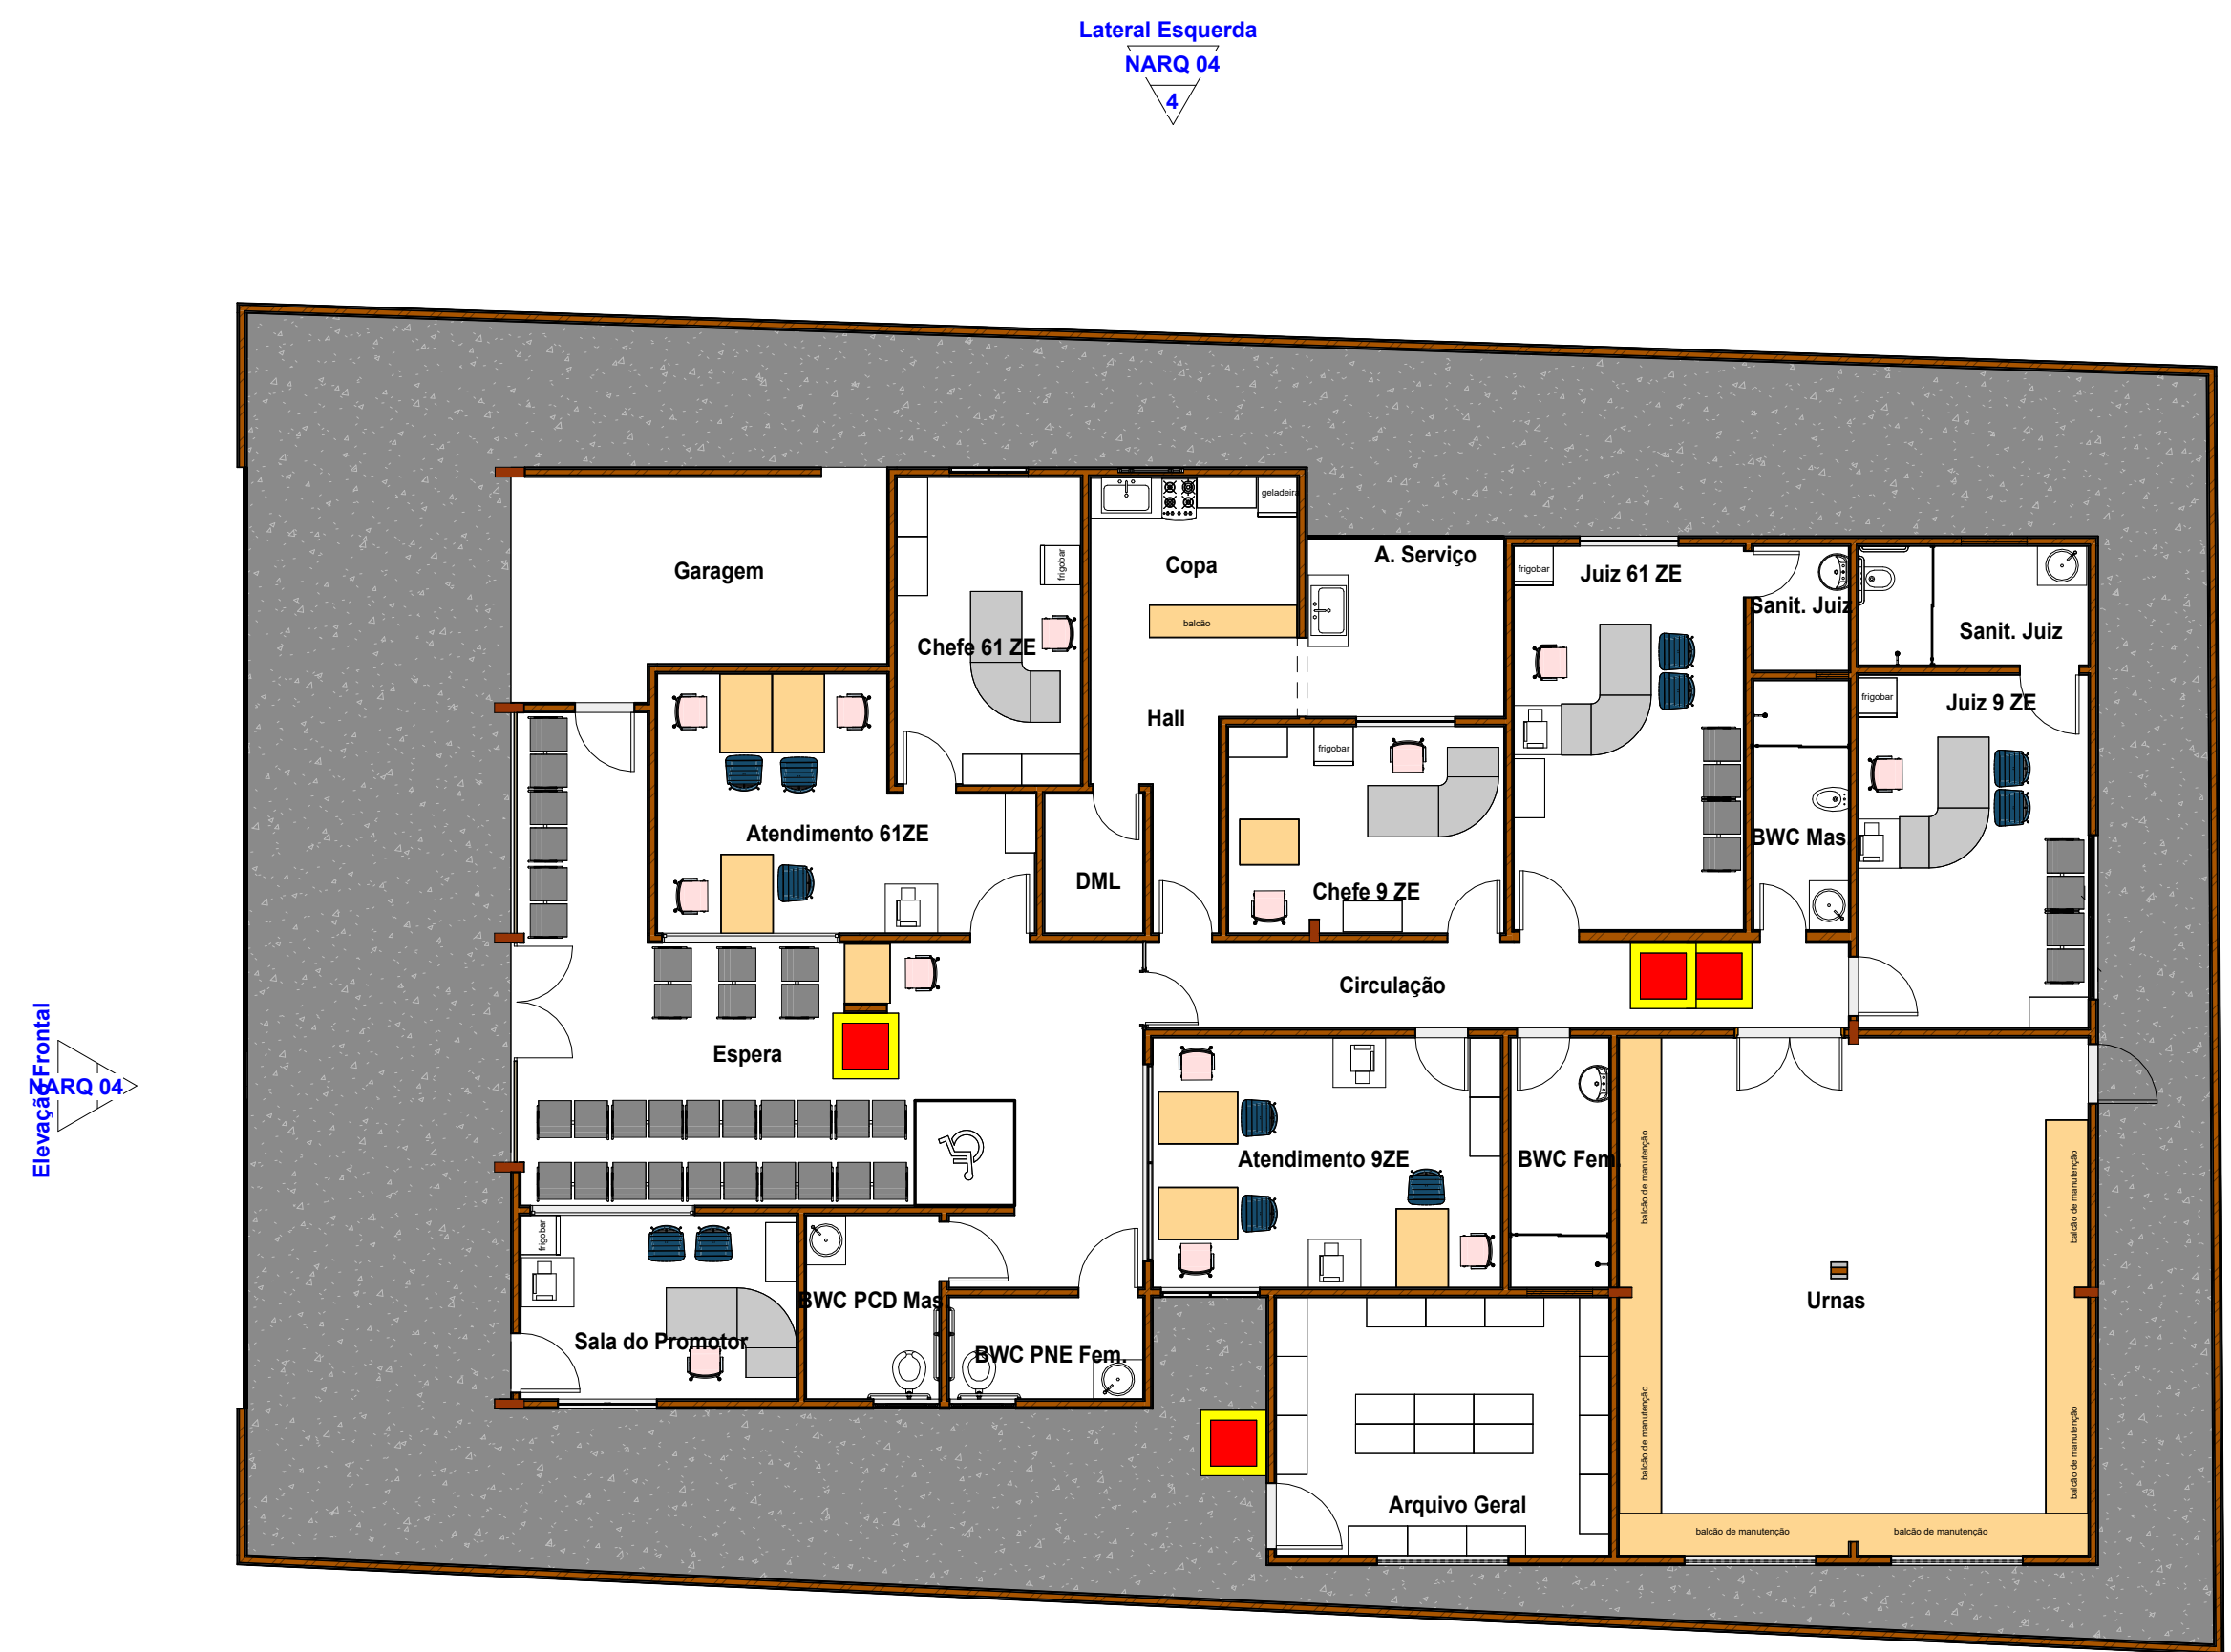 Lateral Esquerda
NARQ 04
4
geladeira
A. Serviço
Copa
Garagem
frigobar
frigobar
Juiz 61 ZE
Sanit. Juiz
balcão
Sanit. Juiz
Chefe 61 ZE
frigobar
Juiz 9 ZE
Hall
frigobar
Atendimento 61ZE
BWC Mas
DML
Chefe 9 ZE
Circulação
Elevação Frontal
NARQ 04
Espera
Atendimento 9ZE
BWC Fem.
balcão de manutenção
balcão de manutenção
frigobar
BWC PCD Mas.
Urnas
Sala do Promotor
BWC PNE Fem.
balcão de manutenção
balcão de manutenção
Arquivo Geral
balcão de manutenção
balcão de manutenção